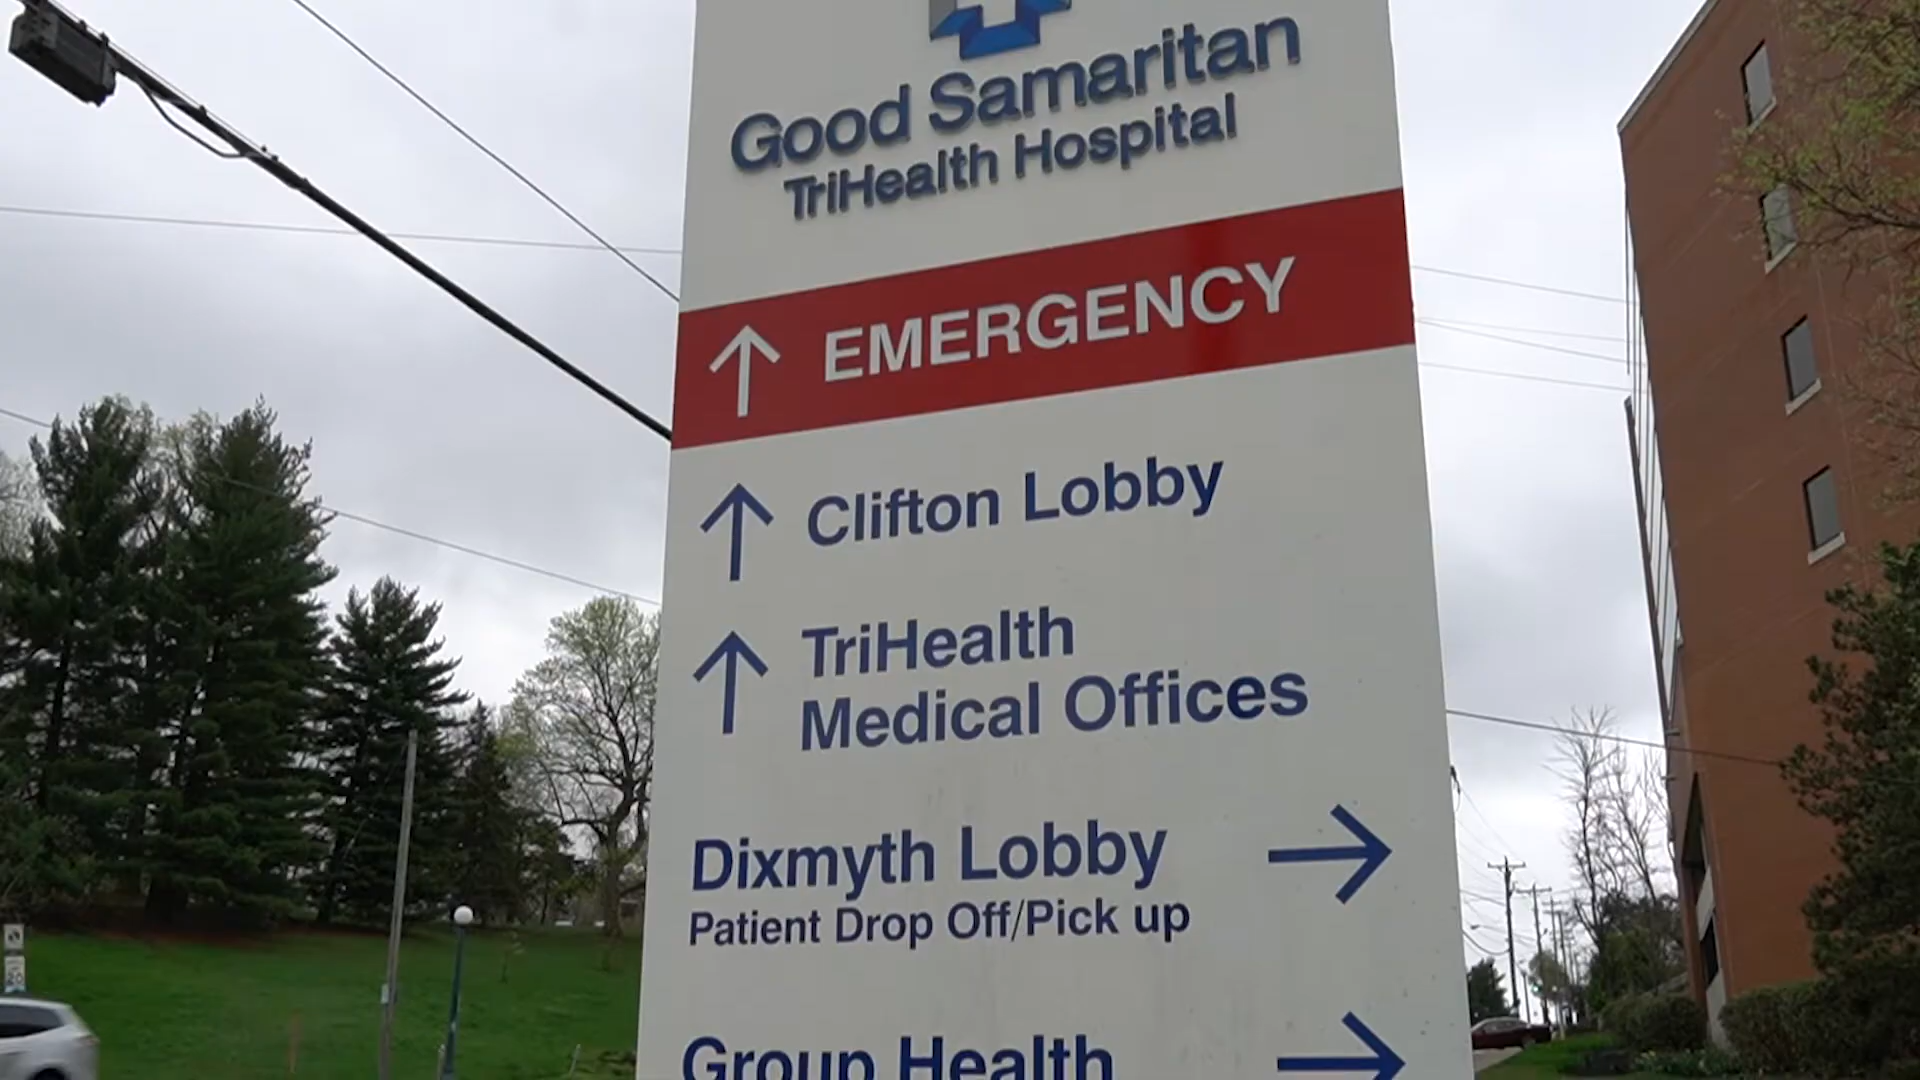 Good Samaritan
TriHealth Hospital
↑ EMERGENCY
↑ Clifton Lobby
↑ TriHealth
Medical Offices
Dixmyth Lobby →
Patient Drop Off/Pick up
Group Health →